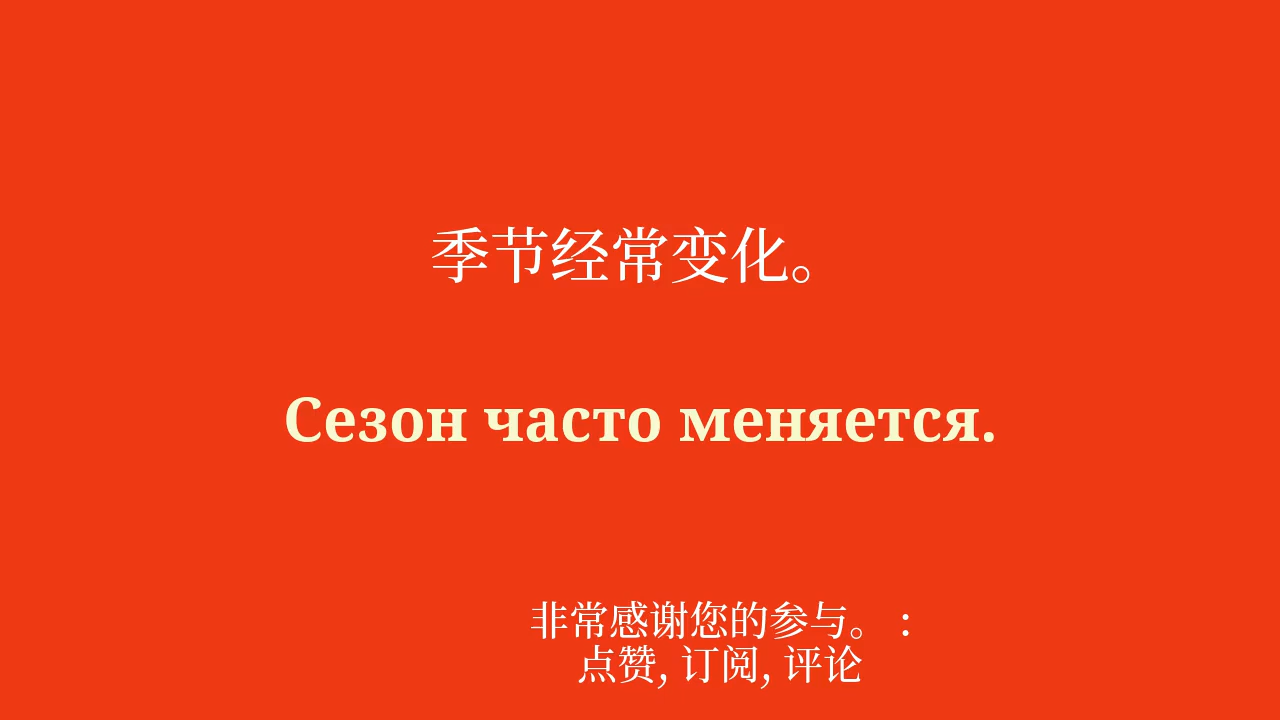 季节经常变化。
Сезон часто меняется.
非常感谢您的参与。 :
点赞, 订阅, 评论